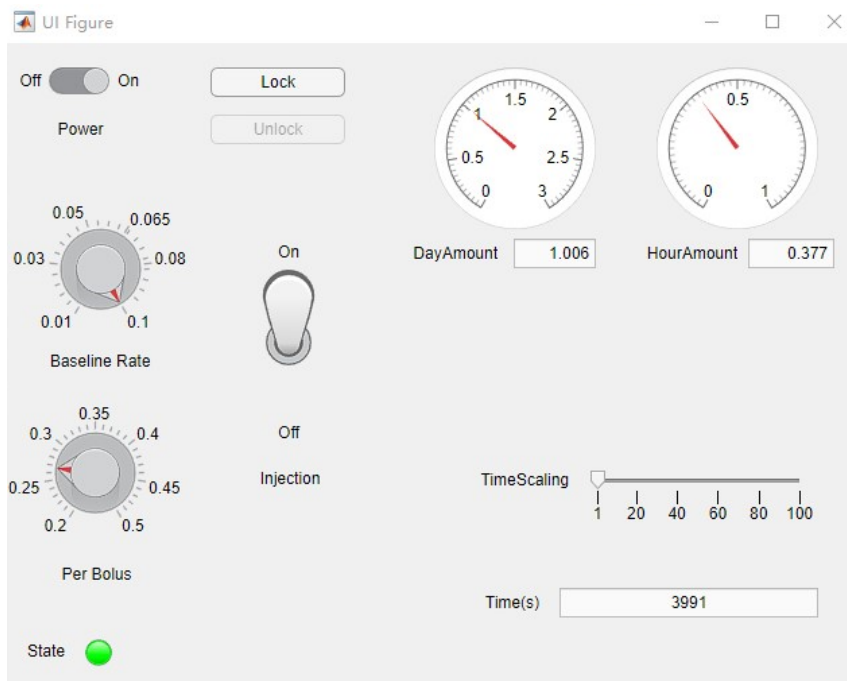 UI Figure
Off On
Power
Lock
Unlock
0 0.5 1 1.5 2 2.5 3
DayAmount 1.006
0 0.5 1
HourAmount 0.377
0.01 0.03 0.05 0.065 0.08 0.1
Baseline Rate
On
Off
Injection
0.2 0.25 0.3 0.35 0.4 0.45 0.5
Per Bolus
TimeScaling
1 20 40 60 80 100
Time(s) 3991
State